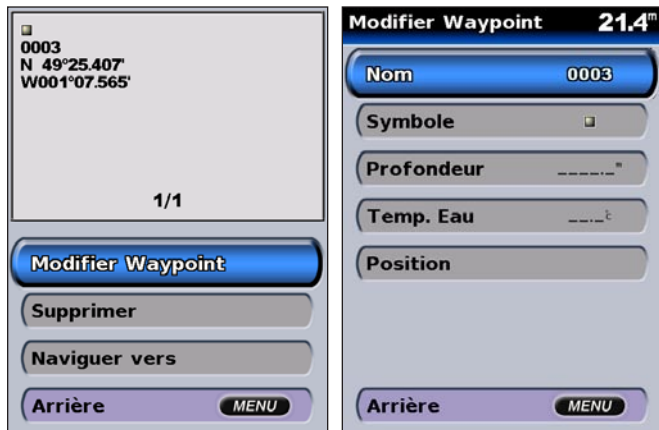 0003
N 49°25.407'
W001°07.565'
1/1
Modifier Waypoint
Supprimer
Naviguer vers
Arrière MENU
Modifier Waypoint 21.4m
Nom 0003
Symbole
Profondeur ____._m
Temp. Eau __._°c
Position
Arrière MENU